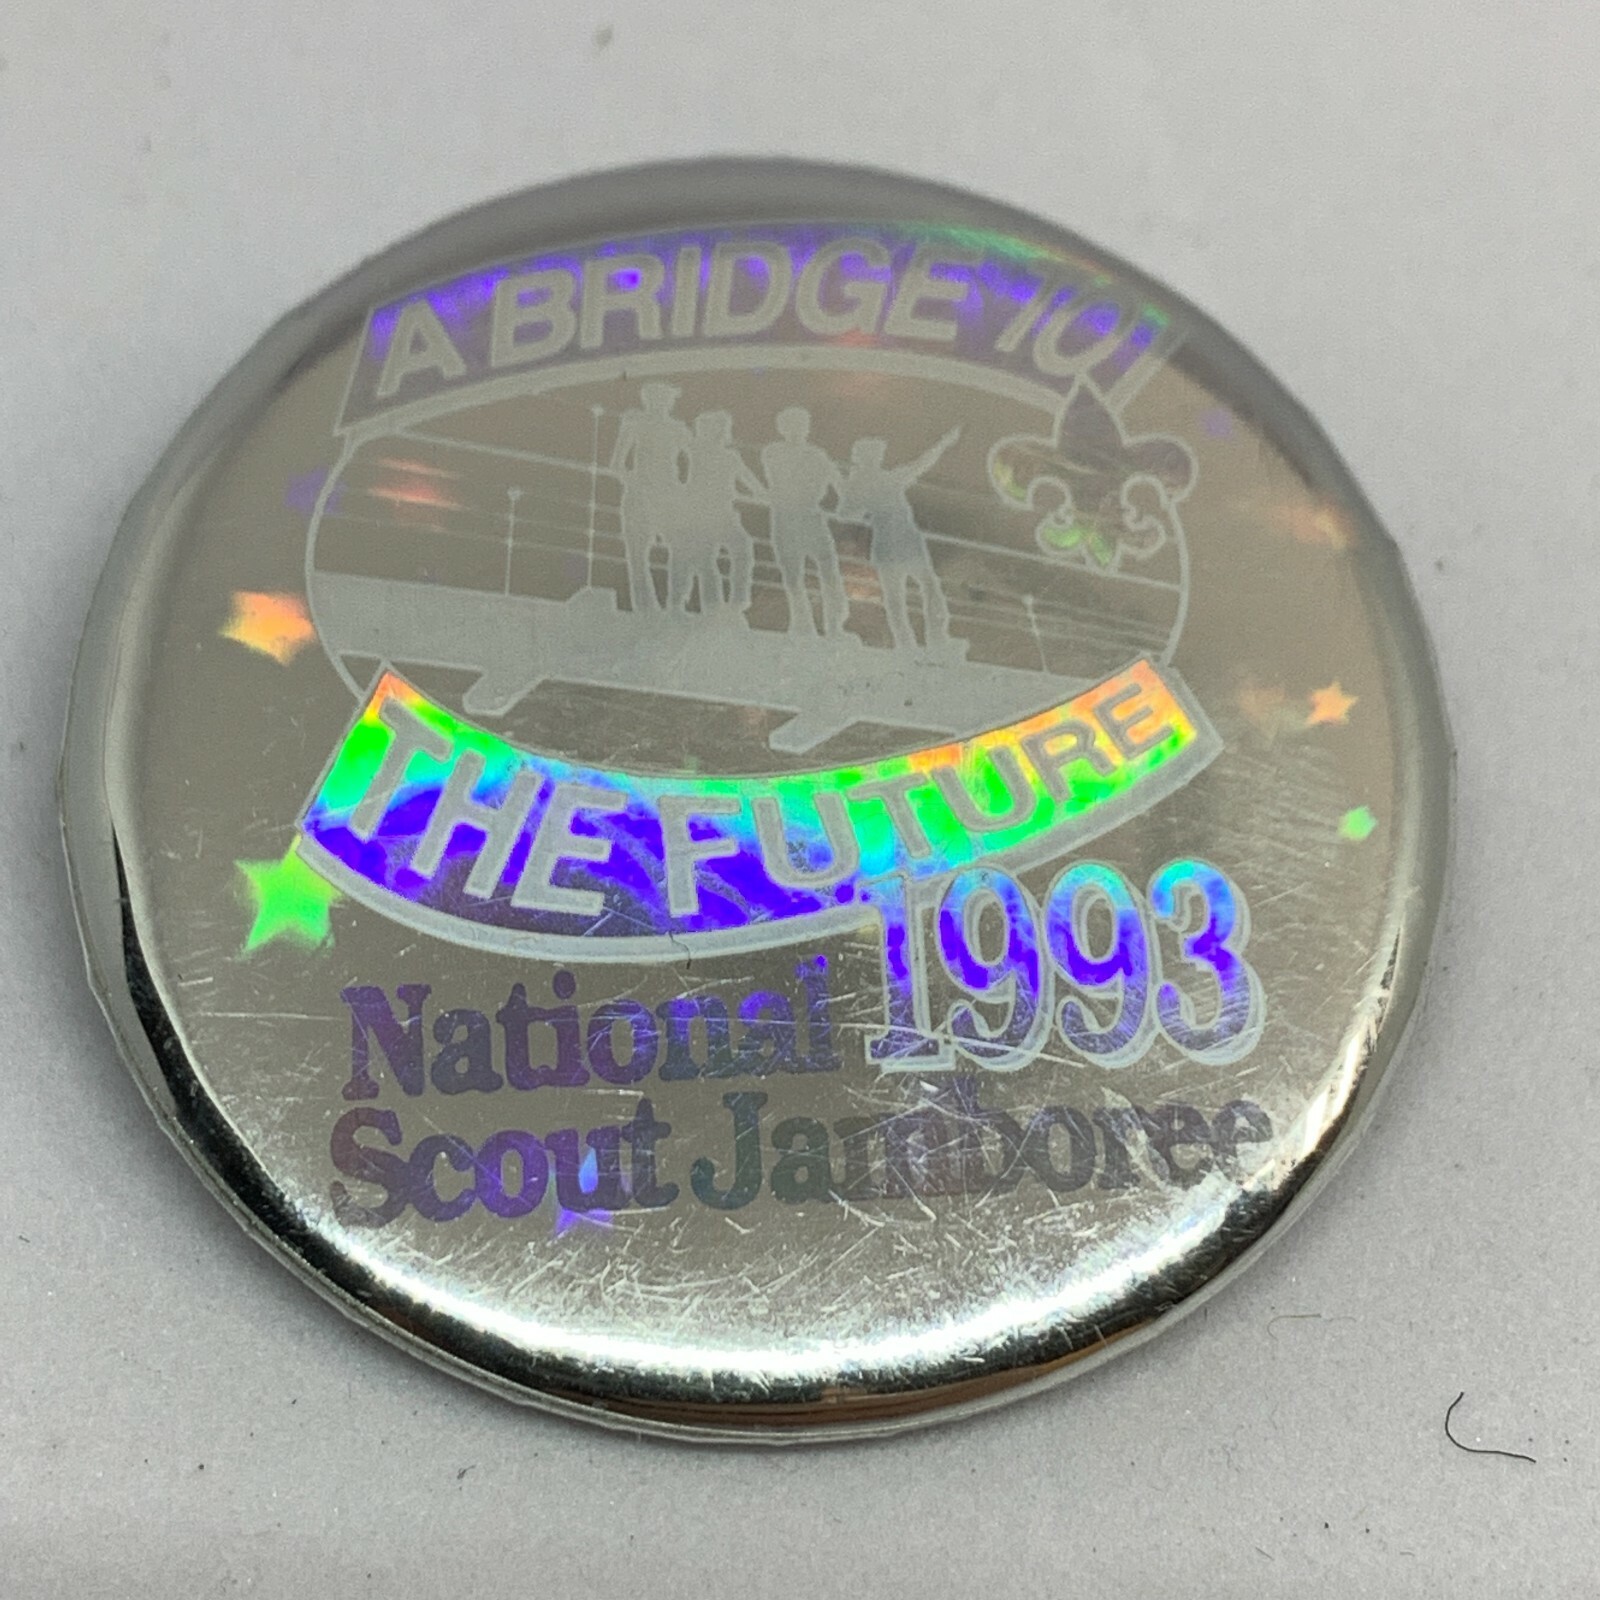 A BRIDGE TO
THE FUTURE
1993
National
Scout Jamboree